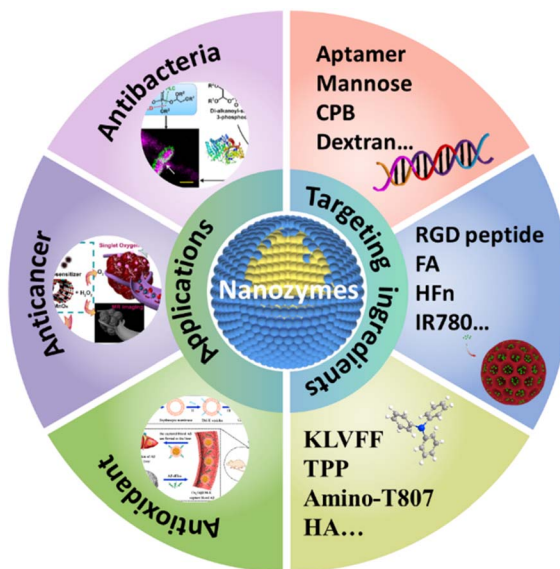 Antibacteria
Aptamer
Mannose
CPB
Dextran...
Anticancer
Singlet Oxygen
RGD peptide
FA
HFn
IR780...
Applications
Nanozymes
Targeting ingredients
Antioxidant
KLVFF
TPP
Amino-T807
HA...